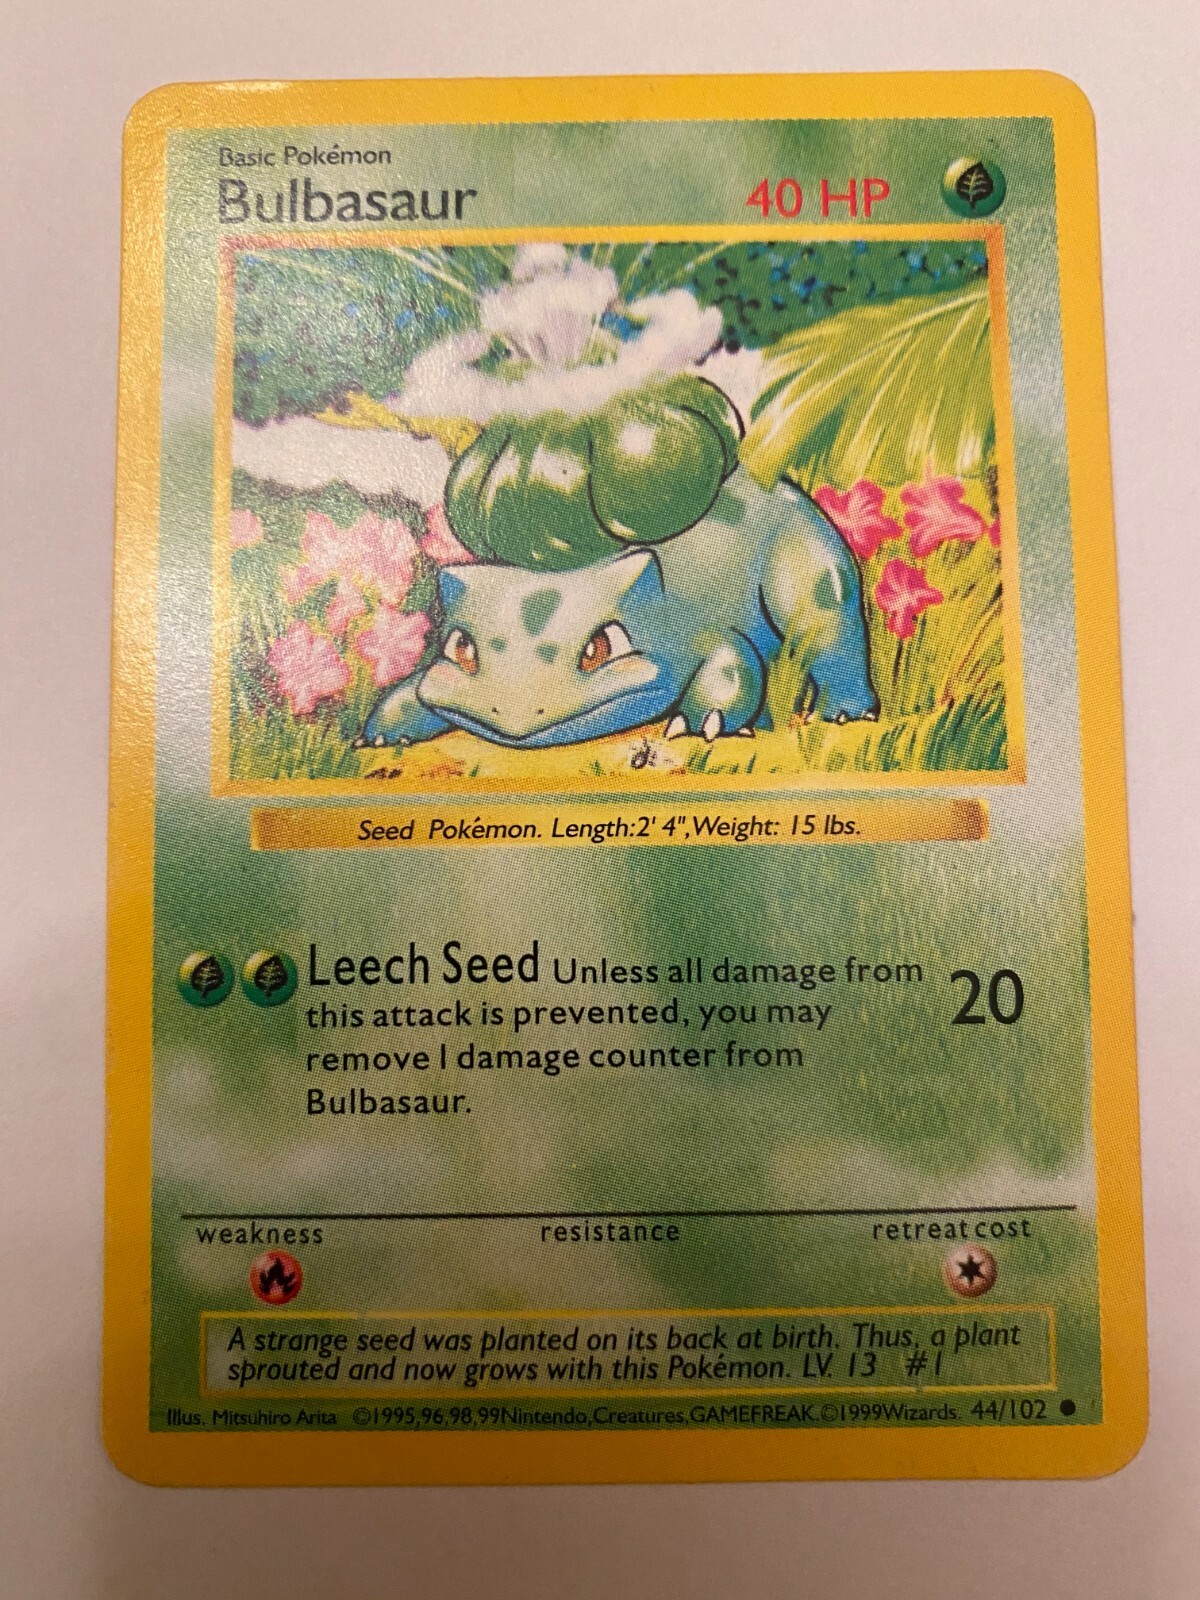 Basic Pokémon
Bulbasaur 40 HP
Seed Pokémon. Length:2' 4", Weight: 15 lbs.
Leech Seed Unless all damage from 20
this attack is prevented, you may
remove 1 damage counter from
Bulbasaur.
weakness resistance retreat cost
A strange seed was planted on its back at birth. Thus, a plant
sprouted and now grows with this Pokémon. LV. 13 #1
Illus. Mitsuhiro Arita ©1995,96,98,99Nintendo,Creatures,GAMEFREAK.©1999Wizards. 44/102